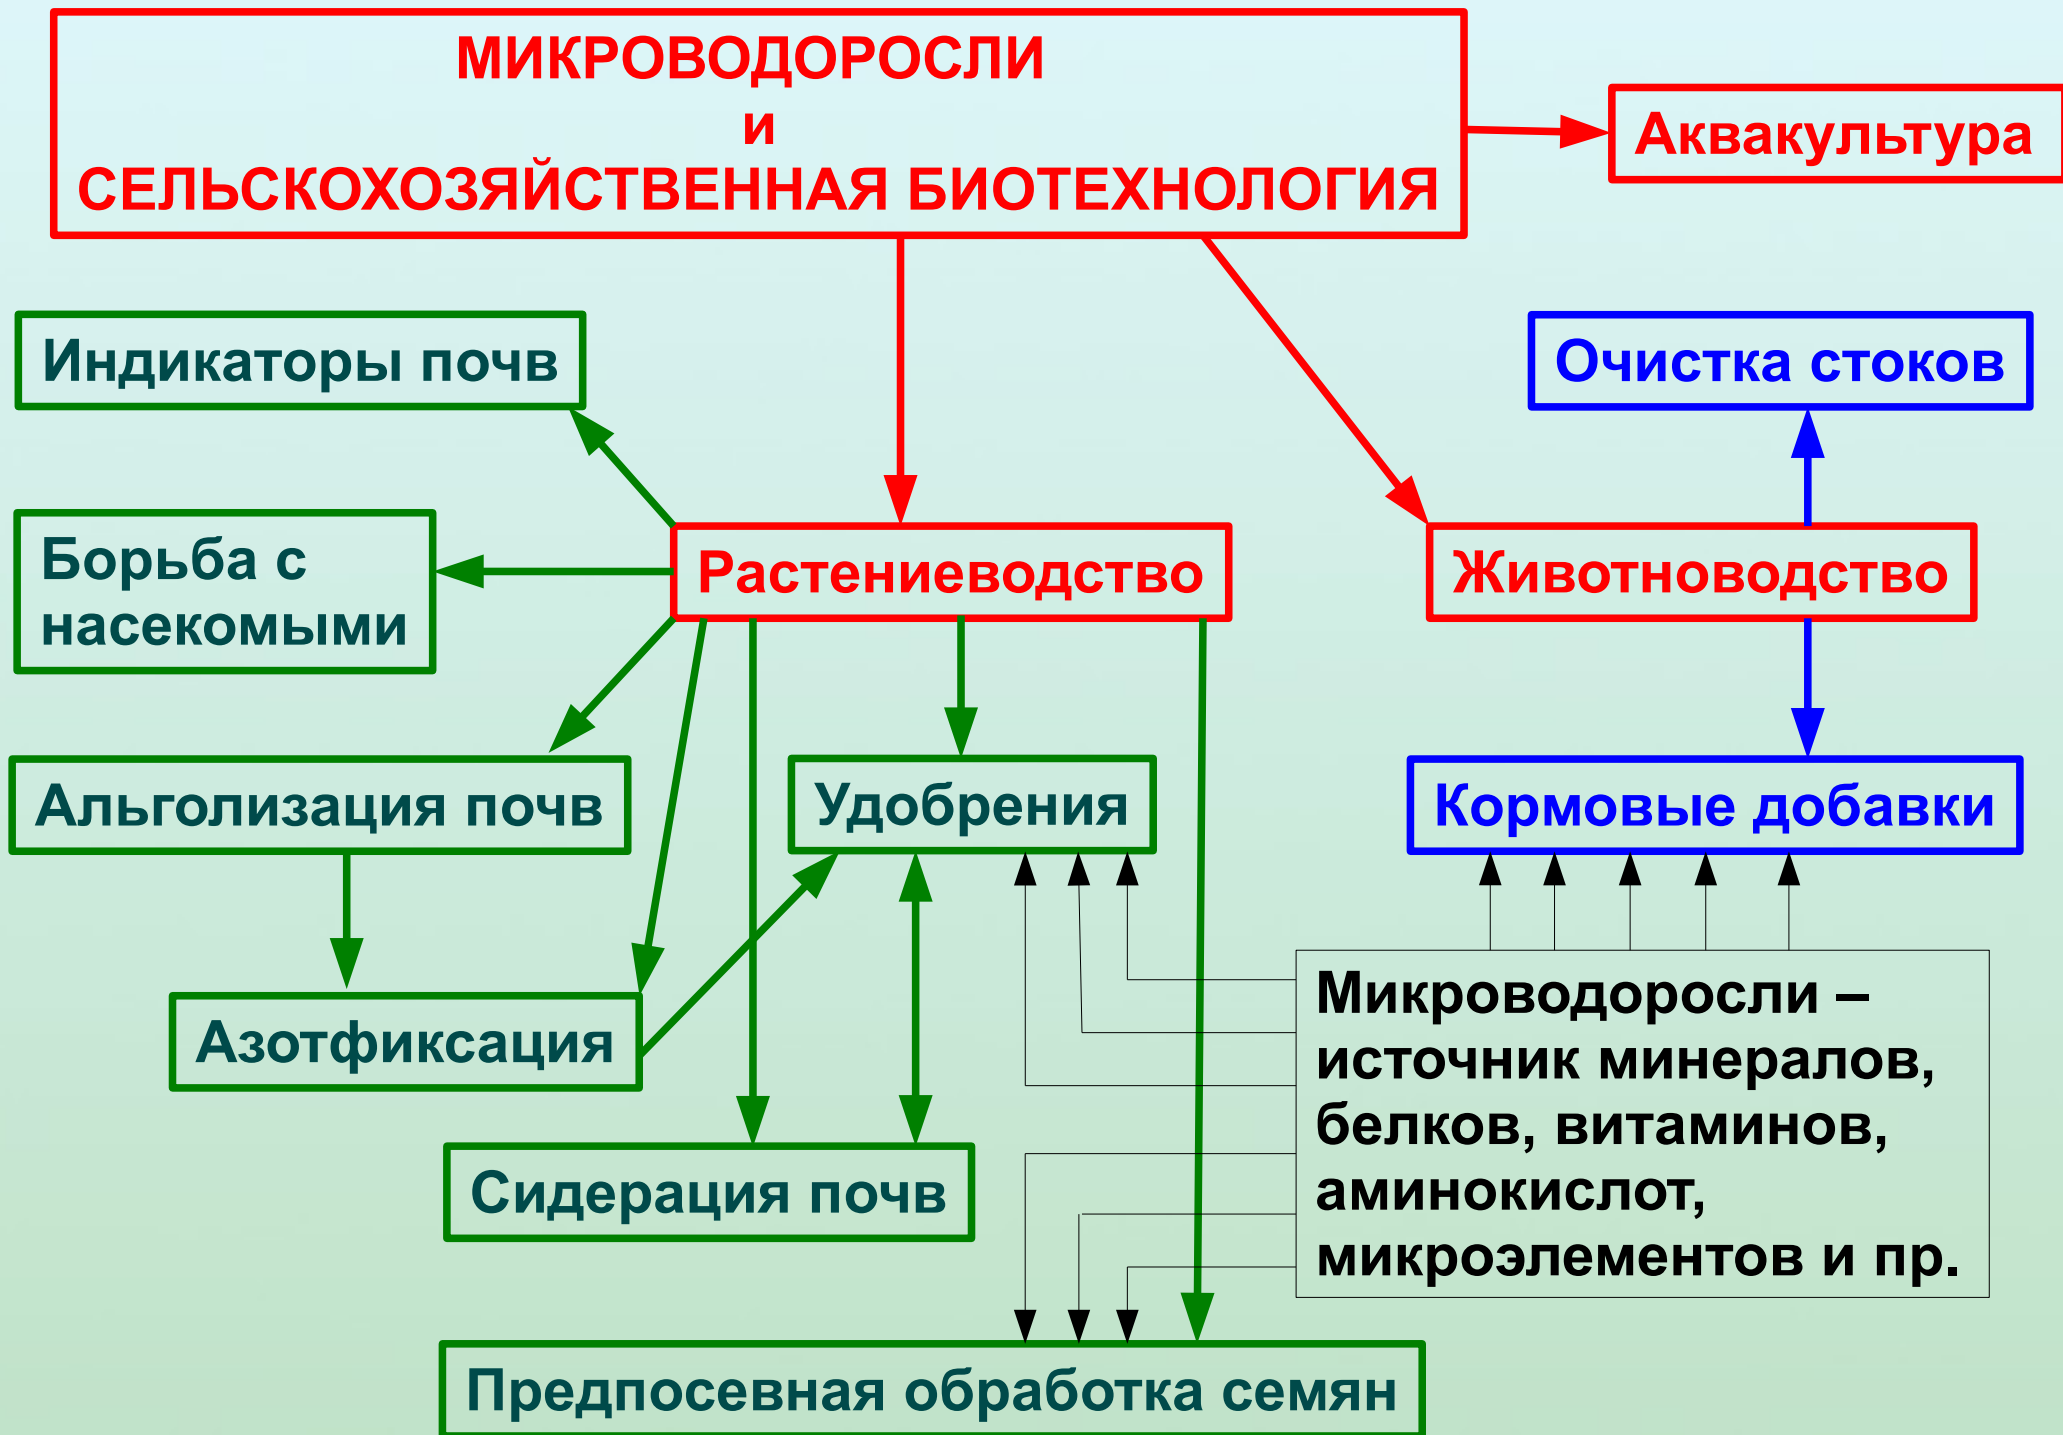 МИКРОВОДОРОСЛИ
и
СЕЛЬСКОХОЗЯЙСТВЕННАЯ БИОТЕХНОЛОГИЯ
Аквакультура
Индикаторы почв
Очистка стоков
Борьба с
насекомыми
Растениеводство
Животноводство
Альголизация почв
Удобрения
Кормовые добавки
Азотфиксация
Микроводоросли –
источник минералов,
белков, витаминов,
аминокислот,
микроэлементов и пр.
Сидерация почв
Предпосевная обработка семян